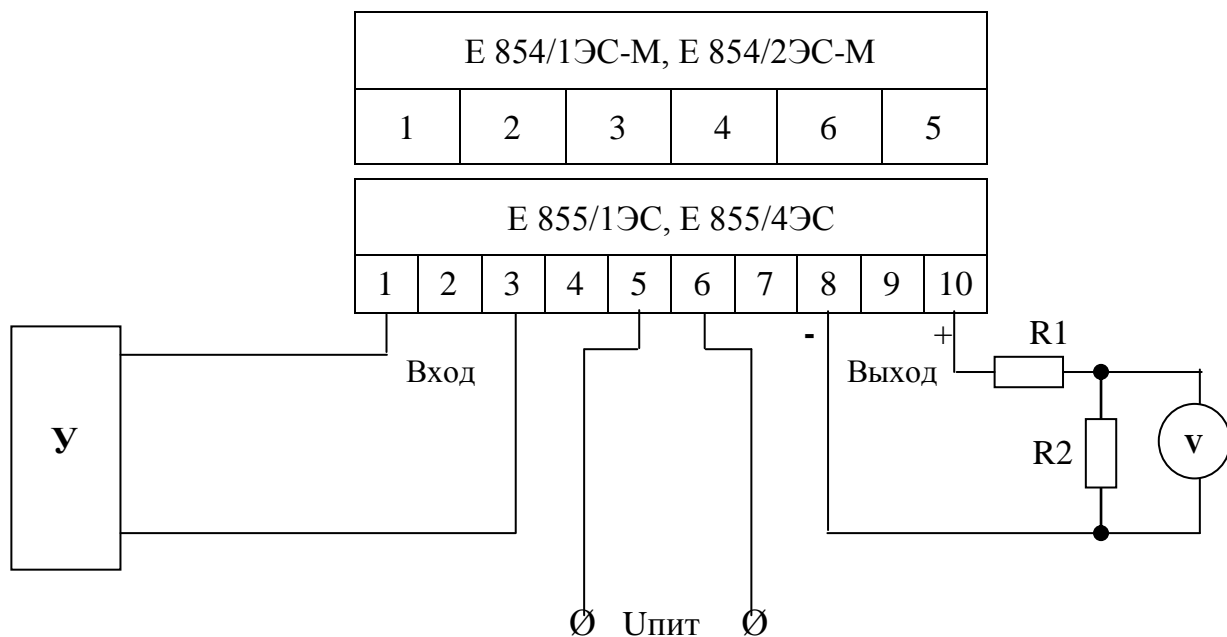 Е 854/1ЭС-М, Е 854/2ЭС-М
1 2 3 4 6 5
Е 855/1ЭС, Е 855/4ЭС
1 2 3 4 5 6 7 8 9 10
- +
R1
Вход
Выход
У
R2
V
Ø Uпит Ø